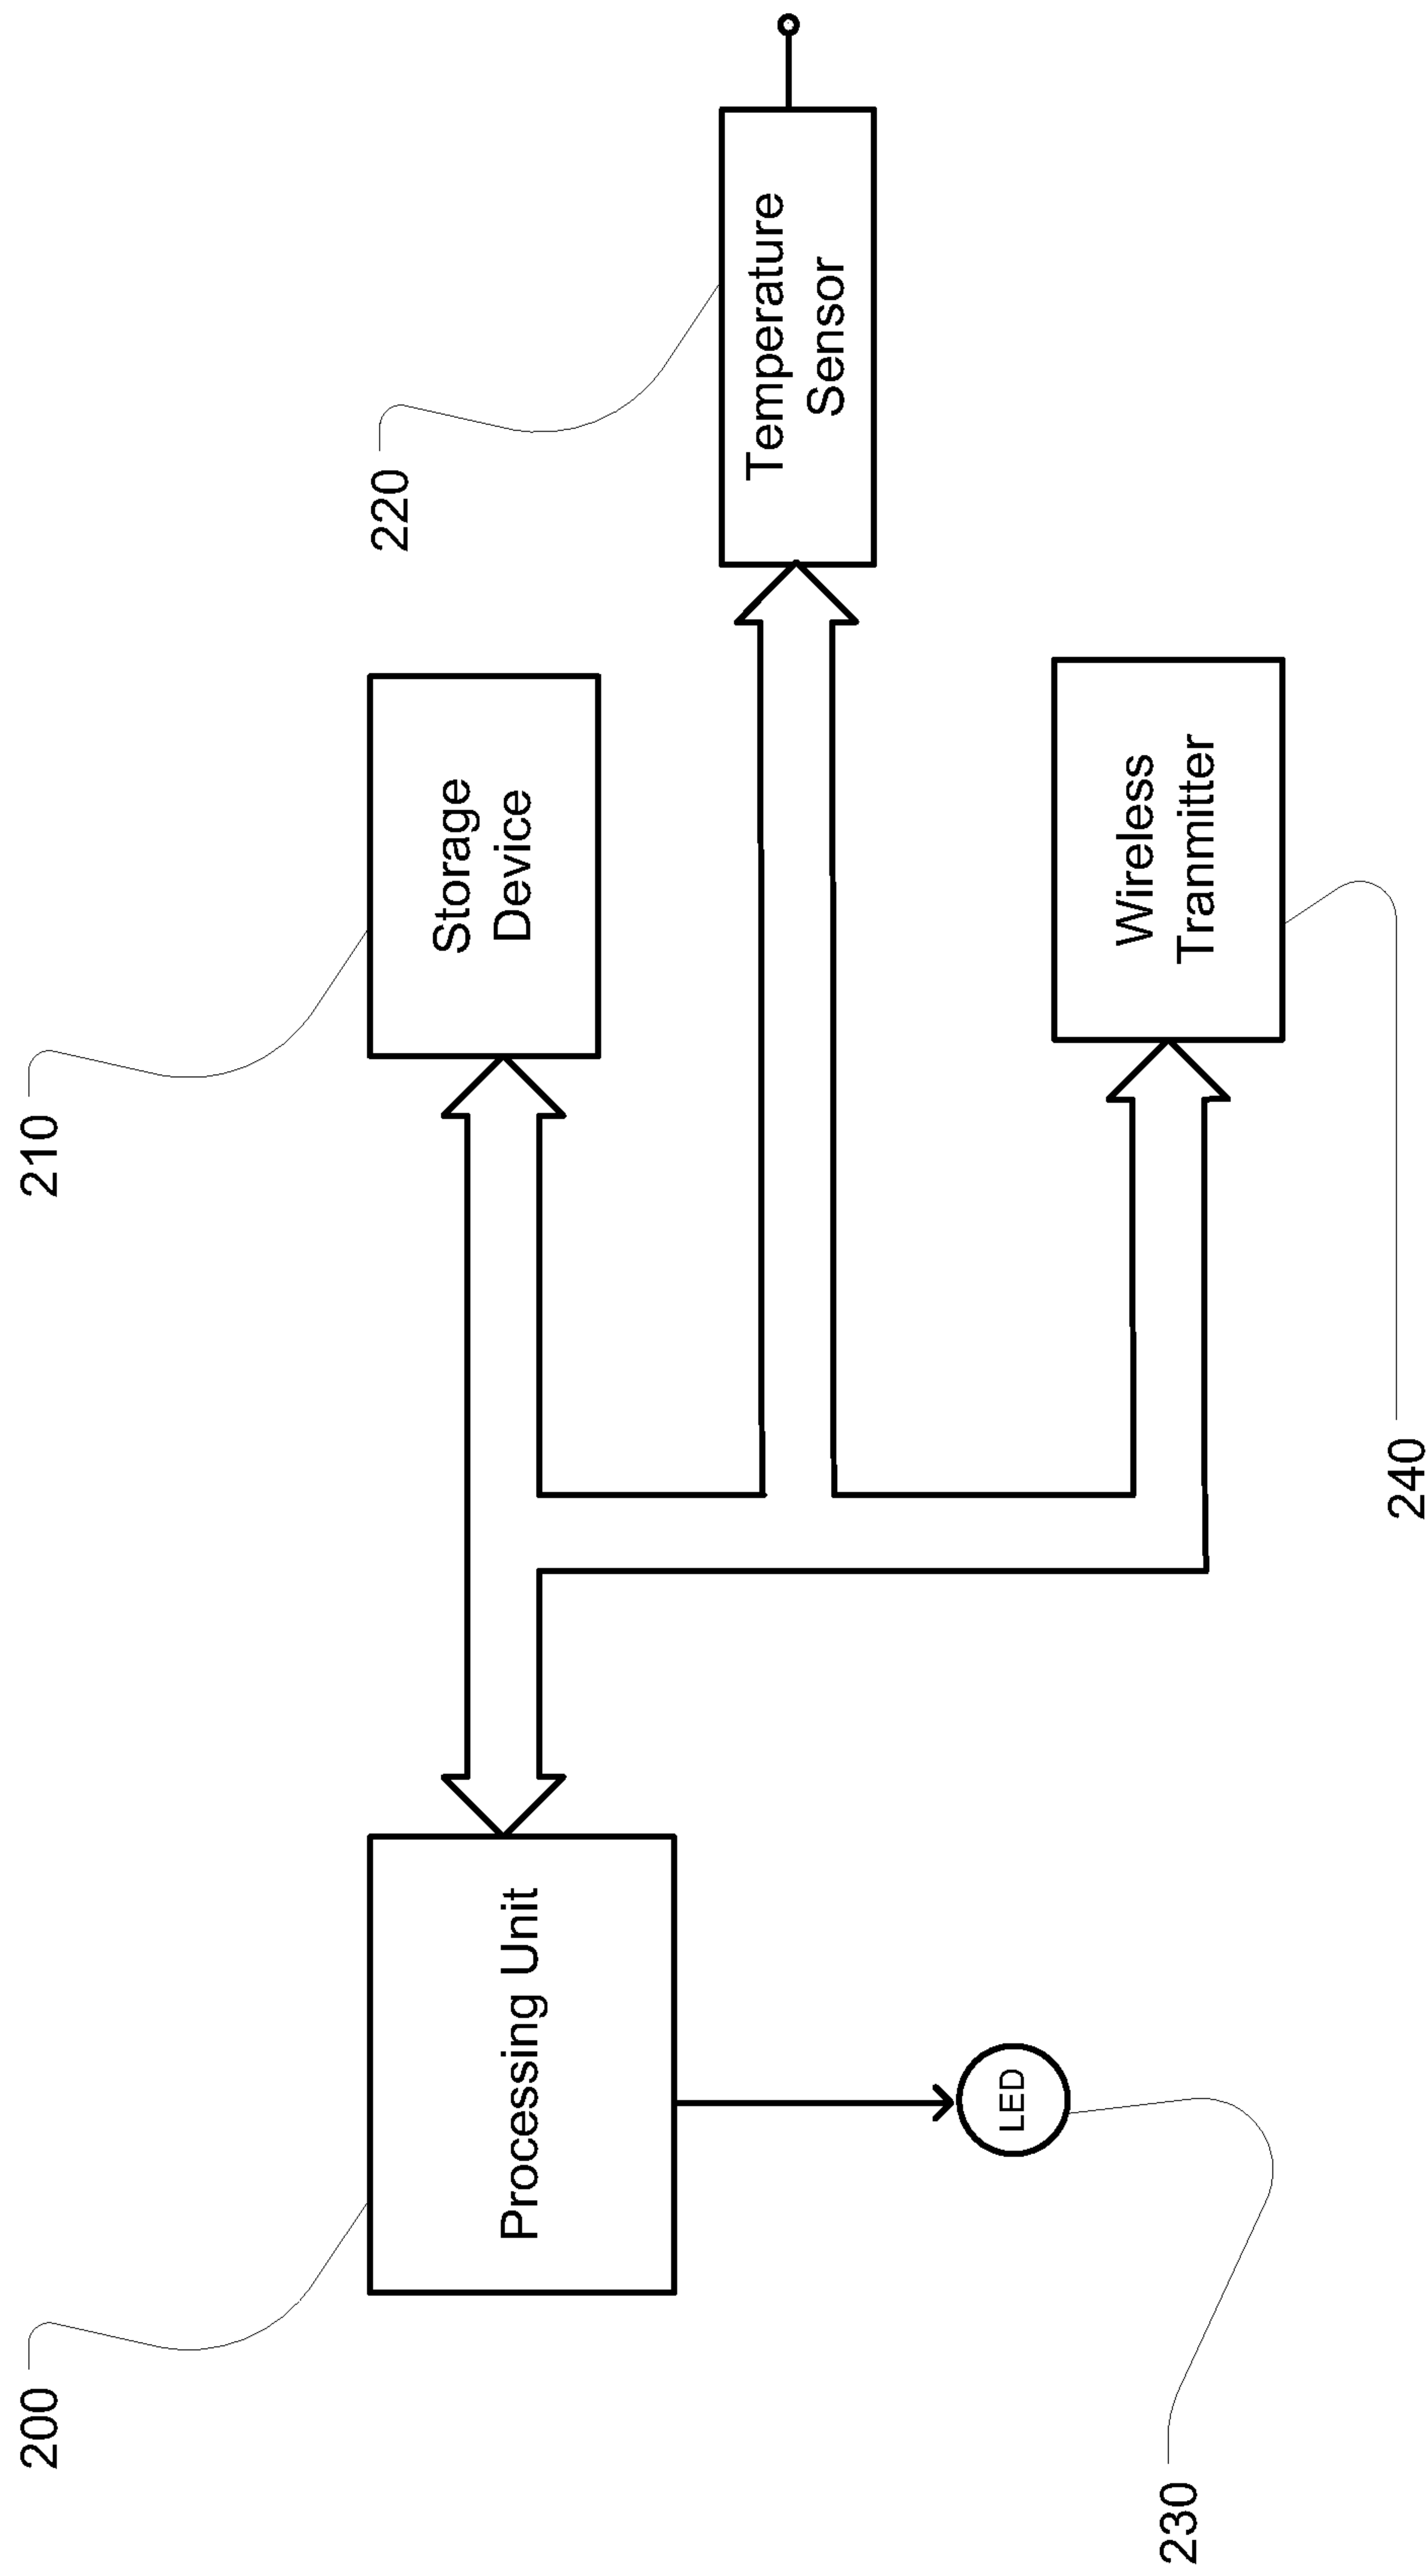 200
210
220
Processing Unit
Storage
Device
Temperature
Sensor
LED
Wireless
Tranmitter
230
240